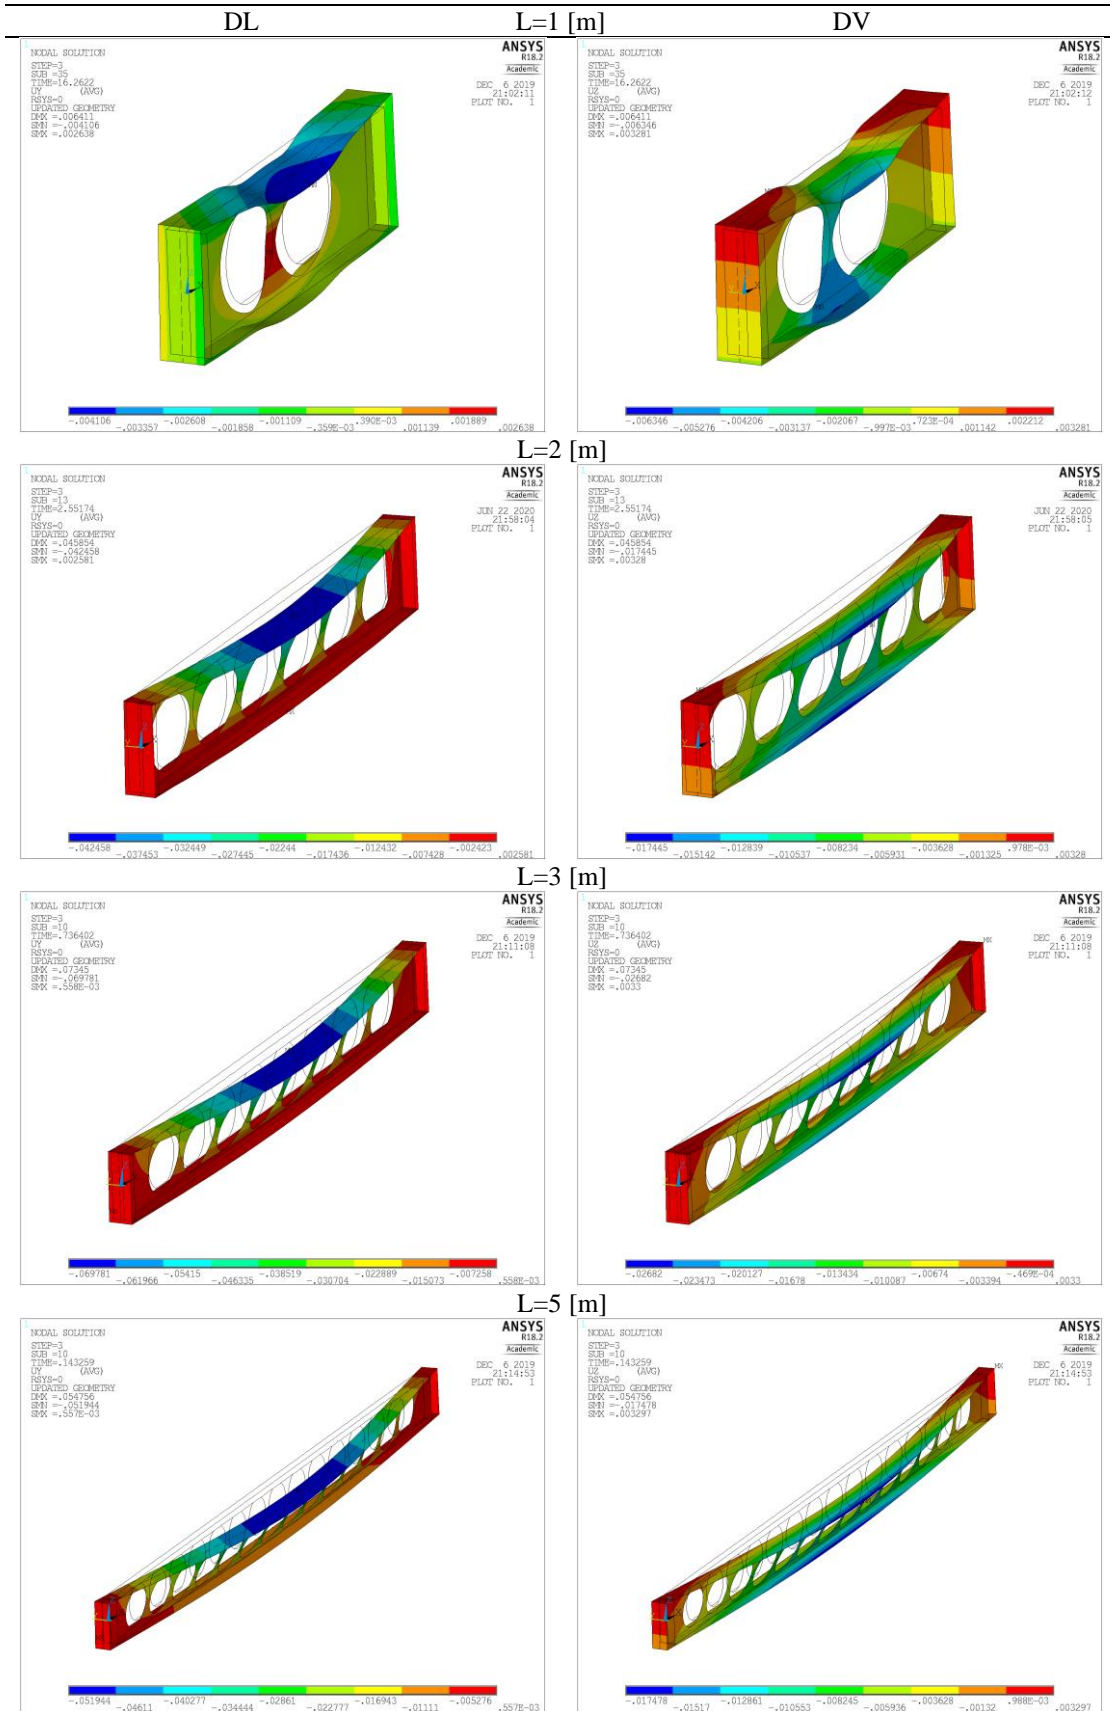 DL L=1 [m] DV
1
NODAL SOLUTION
STEP=3
SUB =35
TIME=16.2622
UY (AVG)
RSYS=0
UPDATED GEOMETRY
DMX =.006411
SMN =-.004106
SMX =.002638
ANSYS
R18.2
Academic
DEC 6 2019
21:02:11
PLOT NO. 1
Z
X
-.004106 -.002608 -.001109 .390E-03 .001889
-.003357 -.001858 -.359E-03 .001139 .002638
1
NODAL SOLUTION
STEP=3
SUB =35
TIME=16.2622
UZ (AVG)
RSYS=0
UPDATED GEOMETRY
DMX =.006411
SMN =-.006346
SMX =.003281
ANSYS
R18.2
Academic
DEC 6 2019
21:02:12
PLOT NO. 1
Y Z X
-.006346 -.004206 -.002067 .723E-04 .002212
-.005276 -.003137 -.997E-03 .001142 .003281
L=2 [m]
1
NODAL SOLUTION
STEP=3
SUB =13
TIME=2.55174
UY (AVG)
RSYS=0
UPDATED GEOMETRY
DMX =.045854
SMN =-.042458
SMX =.002581
ANSYS
R18.2
Academic
JUN 22 2020
21:58:04
PLOT NO. 1
Y Z X
-.042458 -.032449 -.02244 -.012432 -.002423
-.037453 -.027445 -.017436 -.007428 .002581
1
NODAL SOLUTION
STEP=3
SUB =13
TIME=2.55174
UZ (AVG)
RSYS=0
UPDATED GEOMETRY
DMX =.045854
SMN =-.017445
SMX =.00328
ANSYS
R18.2
Academic
JUN 22 2020
21:58:05
PLOT NO. 1
Y Z X
-.017445 -.012839 -.008234 -.003628 .978E-03
-.015142 -.010537 -.005931 -.001325 .00328
L=3 [m]
1
NODAL SOLUTION
STEP=3
SUB =10
TIME=.736402
UY (AVG)
RSYS=0
UPDATED GEOMETRY
DMX =.07345
SMN =-.069781
SMX =.558E-03
ANSYS
R18.2
Academic
DEC 6 2019
21:11:08
PLOT NO. 1
-.069781 -.05415 -.038519 -.022889 -.007258
-.061966 -.046335 -.030704 -.015073 .558E-03
1
NODAL SOLUTION
STEP=3
SUB =10
TIME=.736402
UZ (AVG)
RSYS=0
UPDATED GEOMETRY
DMX =.07345
SMN =-.02682
SMX =.0033
ANSYS
R18.2
Academic
DEC 6 2019
21:11:08
PLOT NO. 1
MX
-.02682 -.020127 -.013434 -.00674 -.469E-04
-.023473 -.01678 -.010087 -.003394 .0033
L=5 [m]
1
NODAL SOLUTION
STEP=3
SUB =10
TIME=.143259
UY (AVG)
RSYS=0
UPDATED GEOMETRY
DMX =.054756
SMN =-.051944
SMX =.557E-03
ANSYS
R18.2
Academic
DEC 6 2019
21:14:53
PLOT NO. 1
-.051944 -.040277 -.02861 -.016943 -.005276
-.04611 -.034444 -.022777 -.01111 .557E-03
1
NODAL SOLUTION
STEP=3
SUB =10
TIME=.143259
UZ (AVG)
RSYS=0
UPDATED GEOMETRY
DMX =.054756
SMN =-.017478
SMX =.003297
ANSYS
R18.2
Academic
DEC 6 2019
21:14:53
PLOT NO. 1
MX
-.017478 -.012861 -.008245 -.003628 .988E-03
-.01517 -.010553 -.005936 -.00132 .003297